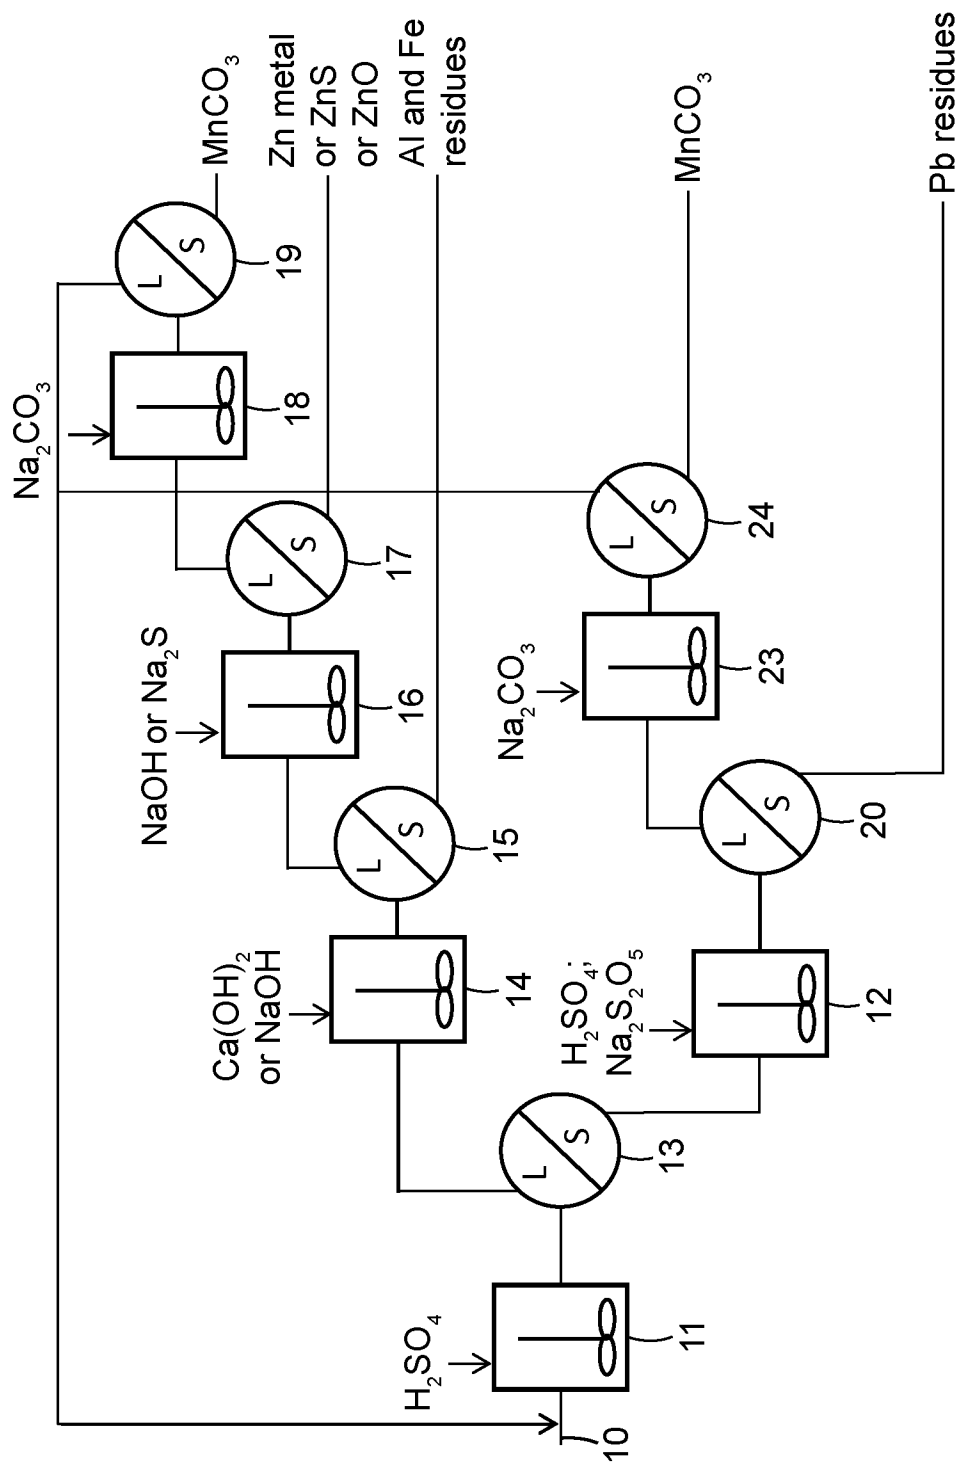 Na₂CO₃
MnCO₃
L
S
19
18
Zn metal
or ZnS
or ZnO
Al and Fe
residues
NaOH or Na₂S
L
S
17
16
Ca(OH)₂
or NaOH
L
S
15
14
H₂SO₄
L
S
13
11
10
H₂SO₄;
Na₂S₂O₅
12
L
S
20
Na₂CO₃
23
L
S
24
MnCO₃
Pb residues